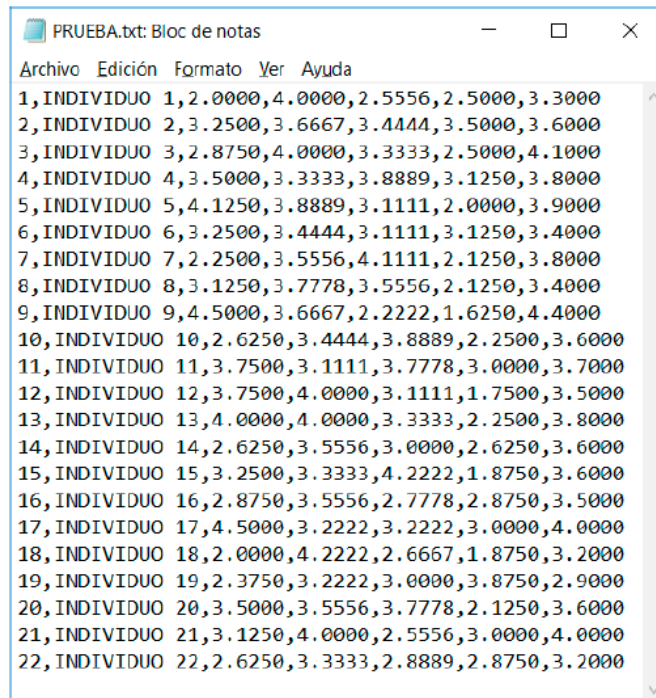 PRUEBA.txt: Bloc de notas
Archivo Edición Formato Ver Ayuda
1,INDIVIDUO 1,2.0000,4.0000,2.5556,2.5000,3.3000
2,INDIVIDUO 2,3.2500,3.6667,3.4444,3.5000,3.6000
3,INDIVIDUO 3,2.8750,4.0000,3.3333,2.5000,4.1000
4,INDIVIDUO 4,3.5000,3.3333,3.8889,3.1250,3.8000
5,INDIVIDUO 5,4.1250,3.8889,3.1111,2.0000,3.9000
6,INDIVIDUO 6,3.2500,3.4444,3.1111,3.1250,3.4000
7,INDIVIDUO 7,2.2500,3.5556,4.1111,2.1250,3.8000
8,INDIVIDUO 8,3.1250,3.7778,3.5556,2.1250,3.4000
9,INDIVIDUO 9,4.5000,3.6667,2.2222,1.6250,4.4000
10,INDIVIDUO 10,2.6250,3.4444,3.8889,2.2500,3.6000
11,INDIVIDUO 11,3.7500,3.1111,3.7778,3.0000,3.7000
12,INDIVIDUO 12,3.7500,4.0000,3.1111,1.7500,3.5000
13,INDIVIDUO 13,4.0000,4.0000,3.3333,2.2500,3.8000
14,INDIVIDUO 14,2.6250,3.5556,3.0000,2.6250,3.6000
15,INDIVIDUO 15,3.2500,3.3333,4.2222,1.8750,3.6000
16,INDIVIDUO 16,2.8750,3.5556,2.7778,2.8750,3.5000
17,INDIVIDUO 17,4.5000,3.2222,3.2222,3.0000,4.0000
18,INDIVIDUO 18,2.0000,4.2222,2.6667,1.8750,3.2000
19,INDIVIDUO 19,2.3750,3.2222,3.0000,3.8750,2.9000
20,INDIVIDUO 20,3.5000,3.5556,3.7778,2.1250,3.6000
21,INDIVIDUO 21,3.1250,4.0000,2.5556,3.0000,4.0000
22,INDIVIDUO 22,2.6250,3.3333,2.8889,2.8750,3.2000